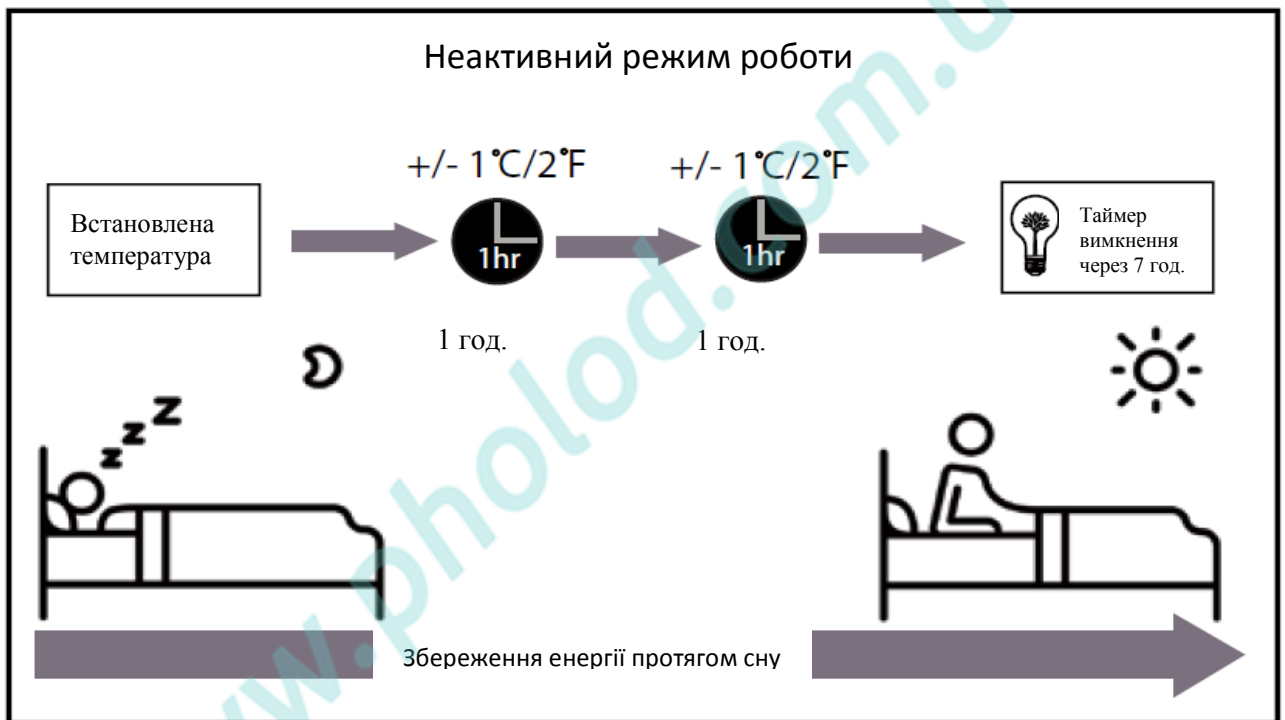 Неактивний режим роботи
+/- 1°C/2°F
+/- 1°C/2°F
Встановлена
температура
1hr
1hr
Таймер
вимкнення
через 7 год.
1 год.
1 год.
z z z
Збереження енергії протягом сну
www.pholod.com.u